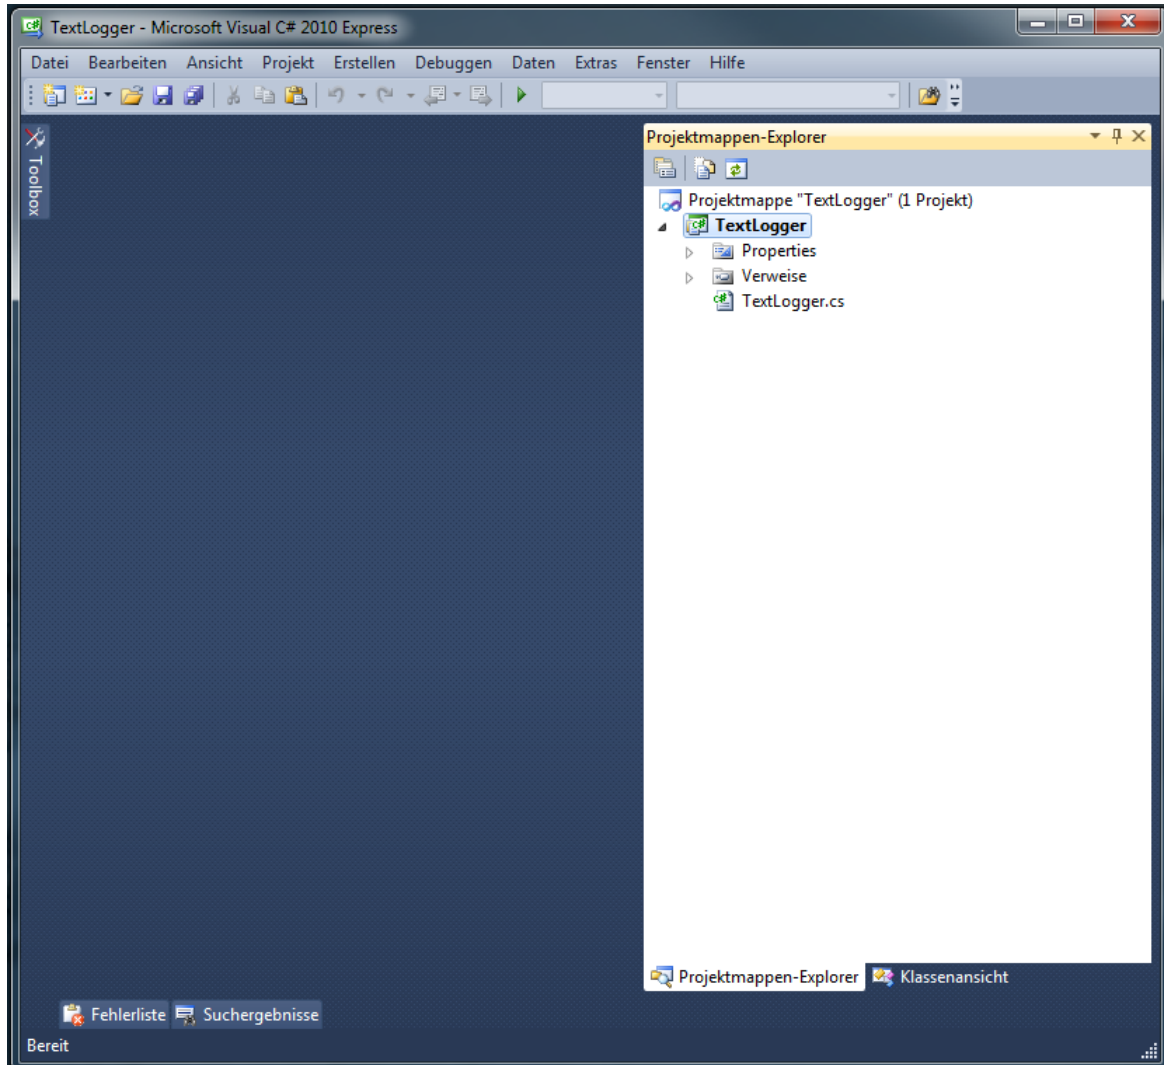 TextLogger - Microsoft Visual C# 2010 Express
Datei Bearbeiten Ansicht Projekt Erstellen Debuggen Daten Extras Fenster Hilfe
Toolbox
Projektmappen-Explorer
Projektmappe "TextLogger" (1 Projekt)
TextLogger
Properties
Verweise
TextLogger.cs
Projektmappen-Explorer Klassenansicht
Fehlerliste Suchergebnisse
Bereit